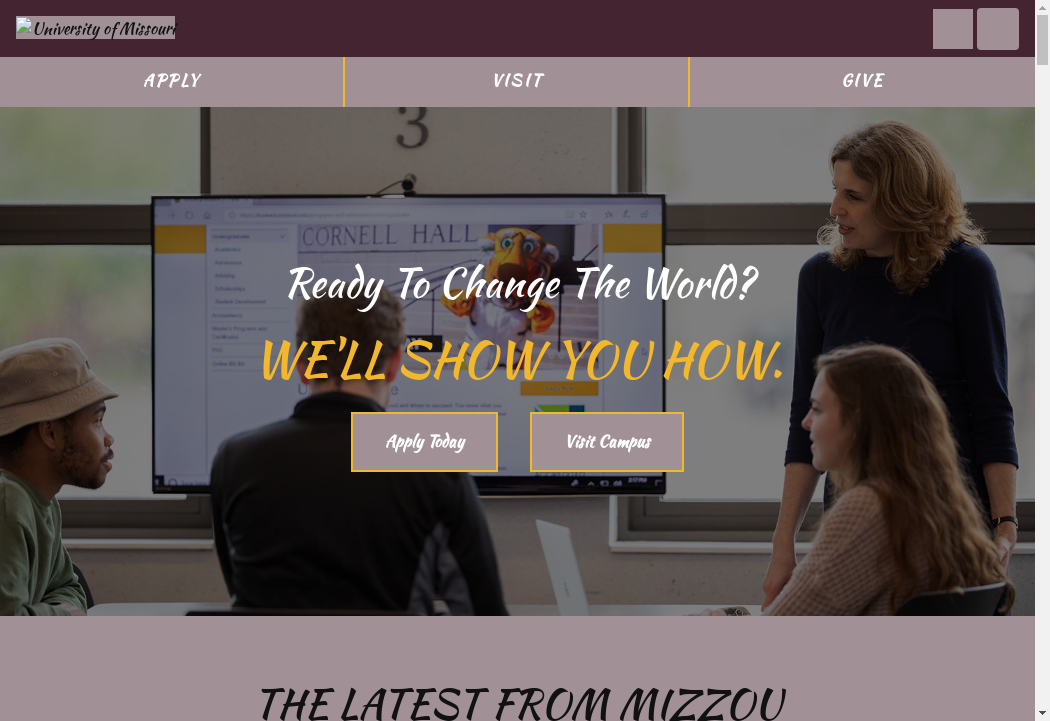 University of Missouri
APPLY
VISIT
GIVE
3
CORNELL HALL
Ready To Change The World?
WE'LL SHOW YOU HOW.
Apply Today
Visit Campus
THE LATEST FROM MIZZOU